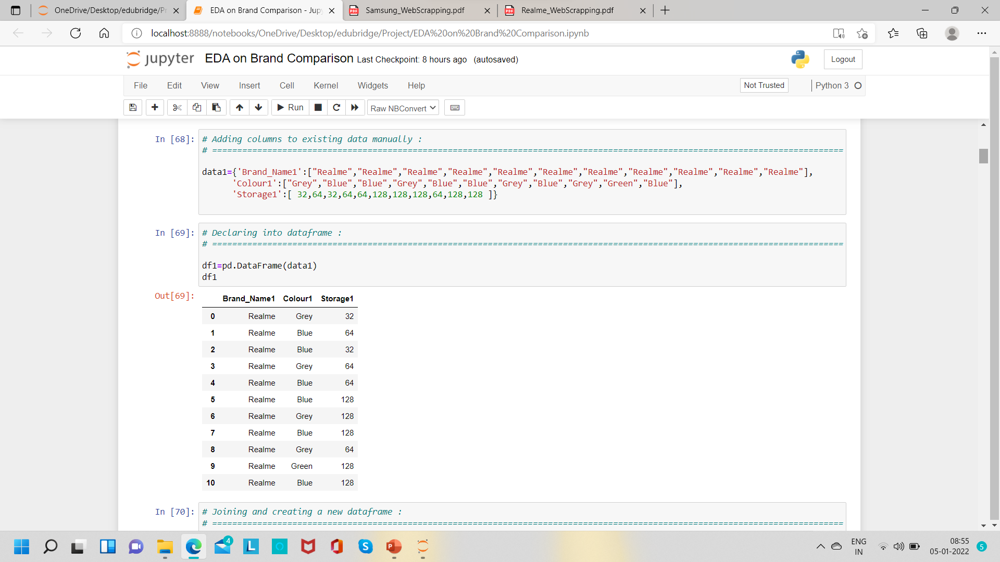 OneDrive/Desktop/edubridge/Pr
EDA on Brand Comparison - Jup
Samsung_WebScrapping.pdf
Realme_WebScrapping.pdf
localhost:8888/notebooks/OneDrive/Desktop/edubridge/Project/EDA%20on%20Brand%20Comparison.ipynb
jupyter EDA on Brand Comparison Last Checkpoint: 8 hours ago (autosaved)
Logout
File Edit View Insert Cell Kernel Widgets Help
Not Trusted
Python 3
Run
Raw NBConvert
In [68]: # Adding columns to existing data manually :
# ==============================================================================================================================
data1={'Brand_Name1':["Realme","Realme","Realme","Realme","Realme","Realme","Realme","Realme","Realme","Realme","Realme"],
'Colour1':["Grey","Blue","Blue","Grey","Blue","Blue","Grey","Blue","Grey","Green","Blue"],
'Storage1':[ 32,64,32,64,64,128,128,128,64,128,128 ]}
In [69]: # Declaring into dataframe :
# ==============================================================================================================================
df1=pd.DataFrame(data1)
df1
Out[69]:
Brand_Name1 Colour1 Storage1
0 Realme Grey 32
1 Realme Blue 64
2 Realme Blue 32
3 Realme Grey 64
4 Realme Blue 64
5 Realme Blue 128
6 Realme Grey 128
7 Realme Blue 128
8 Realme Grey 64
9 Realme Green 128
10 Realme Blue 128
In [70]: # Joining and creating a new dataframe :
# ==============================================================================================================================
4
L
S
P
ENG
IN
08:55
05-01-2022
5